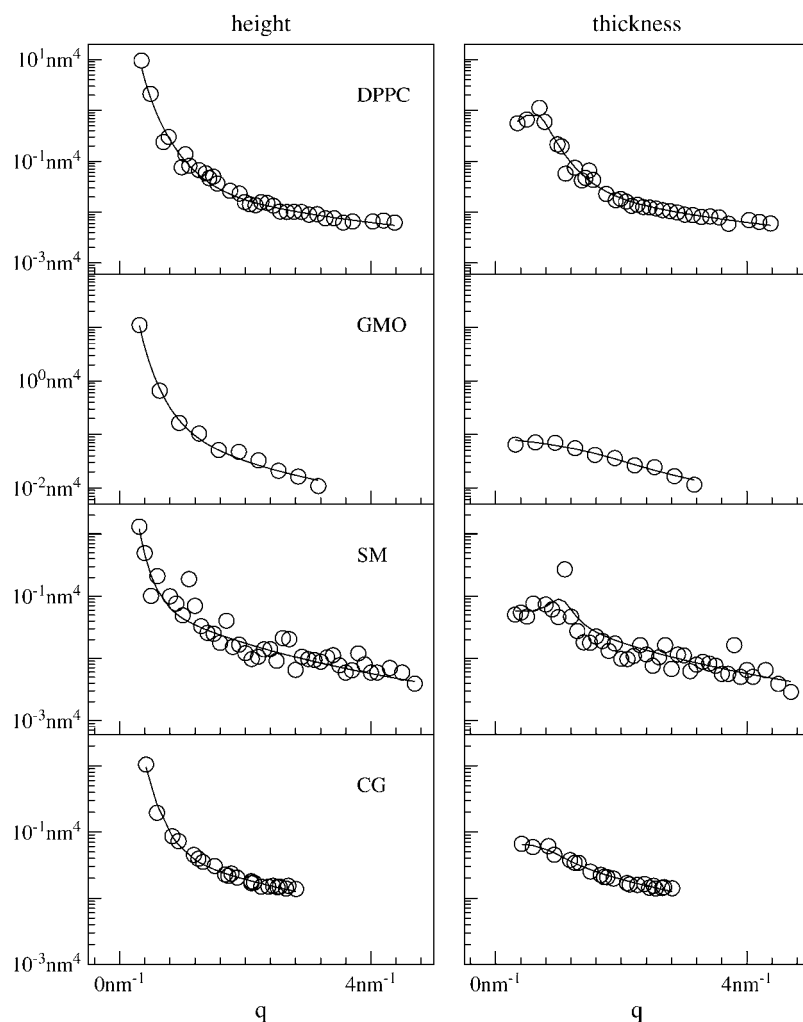 height thickness
10¹nm⁴
DPPC
10⁻¹nm⁴
10⁻³nm⁴
GMO
10⁰nm⁴
10⁻²nm⁴
SM
10⁻¹nm⁴
10⁻³nm⁴
CG
10⁻¹nm⁴
10⁻³nm⁴
0nm⁻¹ 4nm⁻¹ 0nm⁻¹ 4nm⁻¹
q q